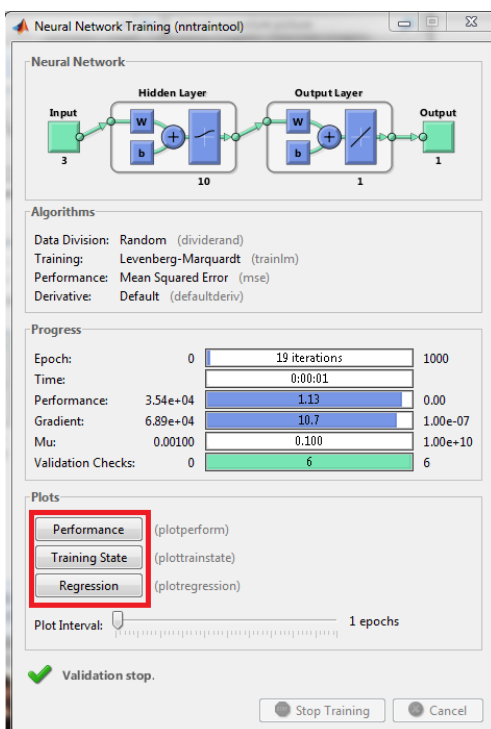 Neural Network Training (nntraintool)
Neural Network
Hidden Layer Output Layer
Input Output
W W
b b
3 10 1 1
Algorithms
Data Division: Random (dividerand)
Training: Levenberg-Marquardt (trainlm)
Performance: Mean Squared Error (mse)
Derivative: Default (defaultderiv)
Progress
Epoch: 0 19 iterations 1000
Time: 0:00:01
Performance: 3.54e+04 1.13 0.00
Gradient: 6.89e+04 10.7 1.00e-07
Mu: 0.00100 0.100 1.00e+10
Validation Checks: 0 6 6
Plots
Performance (plotperform)
Training State (plottrainstate)
Regression (plotregression)
Plot Interval: 1 epochs
Validation stop.
Stop Training Cancel